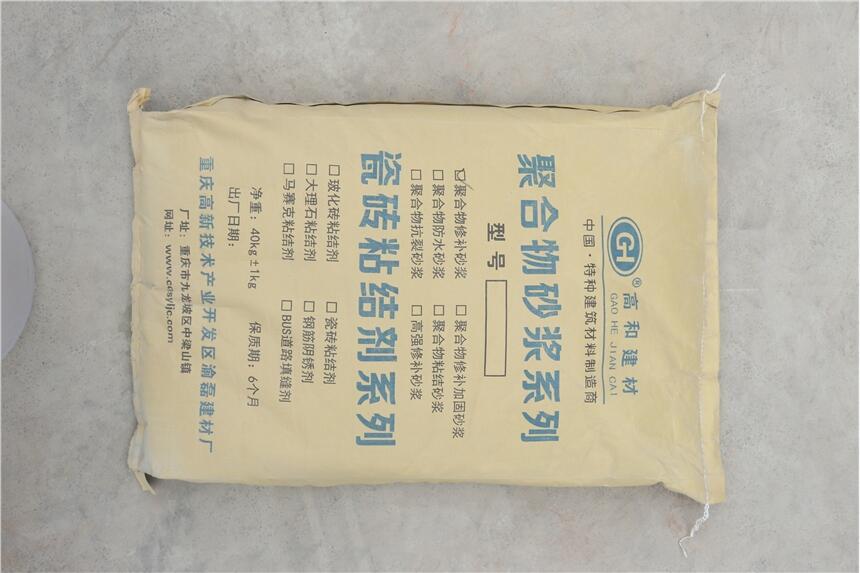 GH ® 高和建材
GAO HE JIAN CAI
中国·特种建筑材料制造商
聚合物砂浆系列
型号
☑聚合物修补砂浆 □聚合物修补加固砂浆
□聚合物防水砂浆 □聚合物粘结砂浆
□聚合物抗裂砂浆 □高强修补砂浆
瓷砖粘结剂系列
□玻化砖粘结剂 □瓷砖粘结剂
□大理石粘结剂 □钢筋阴锈剂
□马赛克粘结剂 □BUS道路填缝剂
净重：40kg±1kg 保质期：6个月
出厂日期：
重庆高新技术产业开发区渝磊建材厂
厂址：重庆市九龙坡区中梁山镇
网址：www.cqsyljc.com